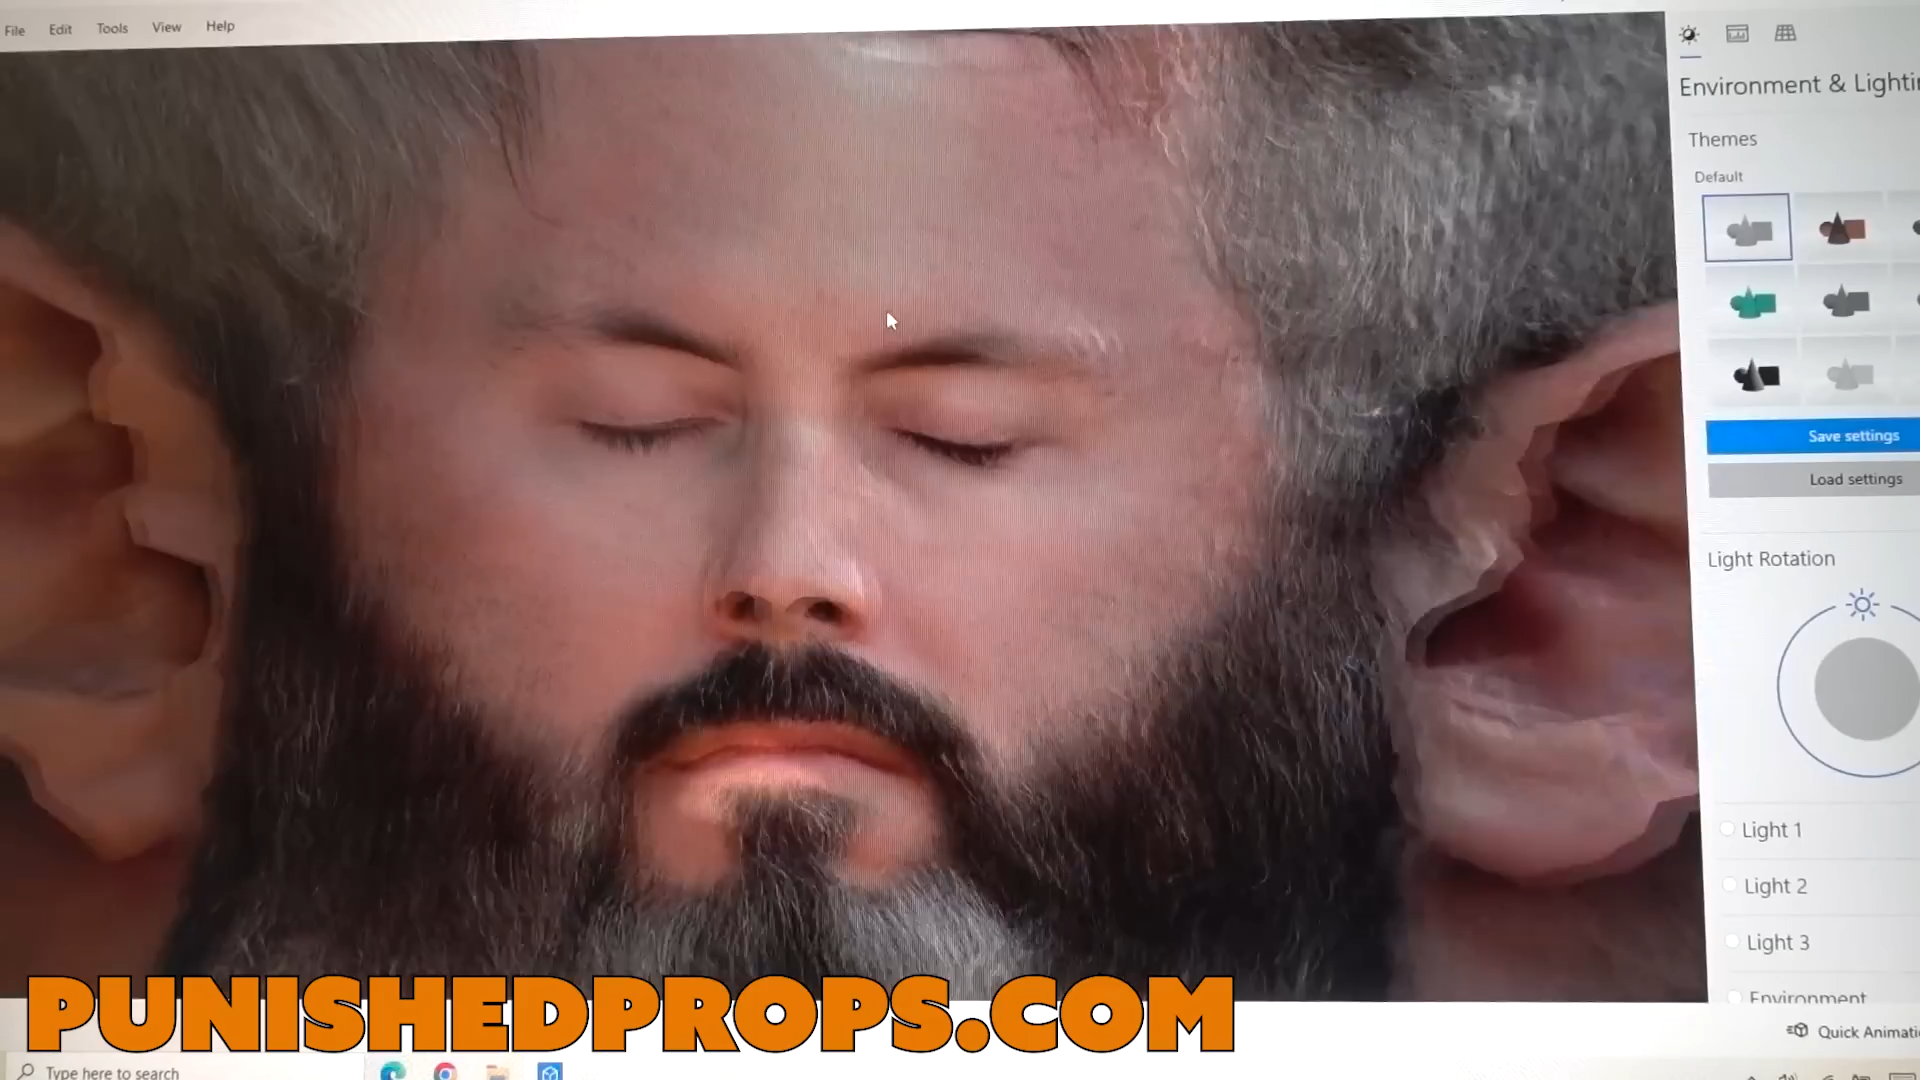 File Edit Tools View Help
Environment & Lighti
Themes
Default
Save settings
Load settings
Light Rotation
Light 1
Light 2
Light 3
Environment
Quick Animati
PUNISHEDPROPS.COM
Type here to search